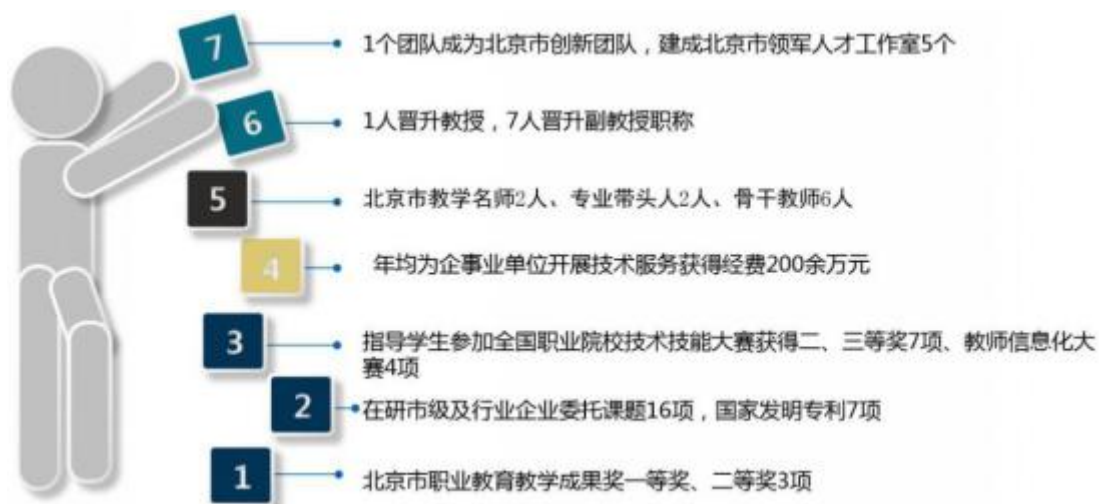 7 1个团队成为北京市创新团队，建成北京市领军人才工作室5个
6 1人晋升教授，7人晋升副教授职称
5 北京市教学名师2人、专业带头人2人、骨干教师6人
4 年均为企事业单位开展技术服务获得经费200余万元
3 指导学生参加全国职业院校技术技能大赛获得二、三等奖7项、教师信息化大
赛4项
2 在研市级及行业企业委托课题16项，国家发明专利7项
1 北京市职业教育教学成果奖一等奖、二等奖3项